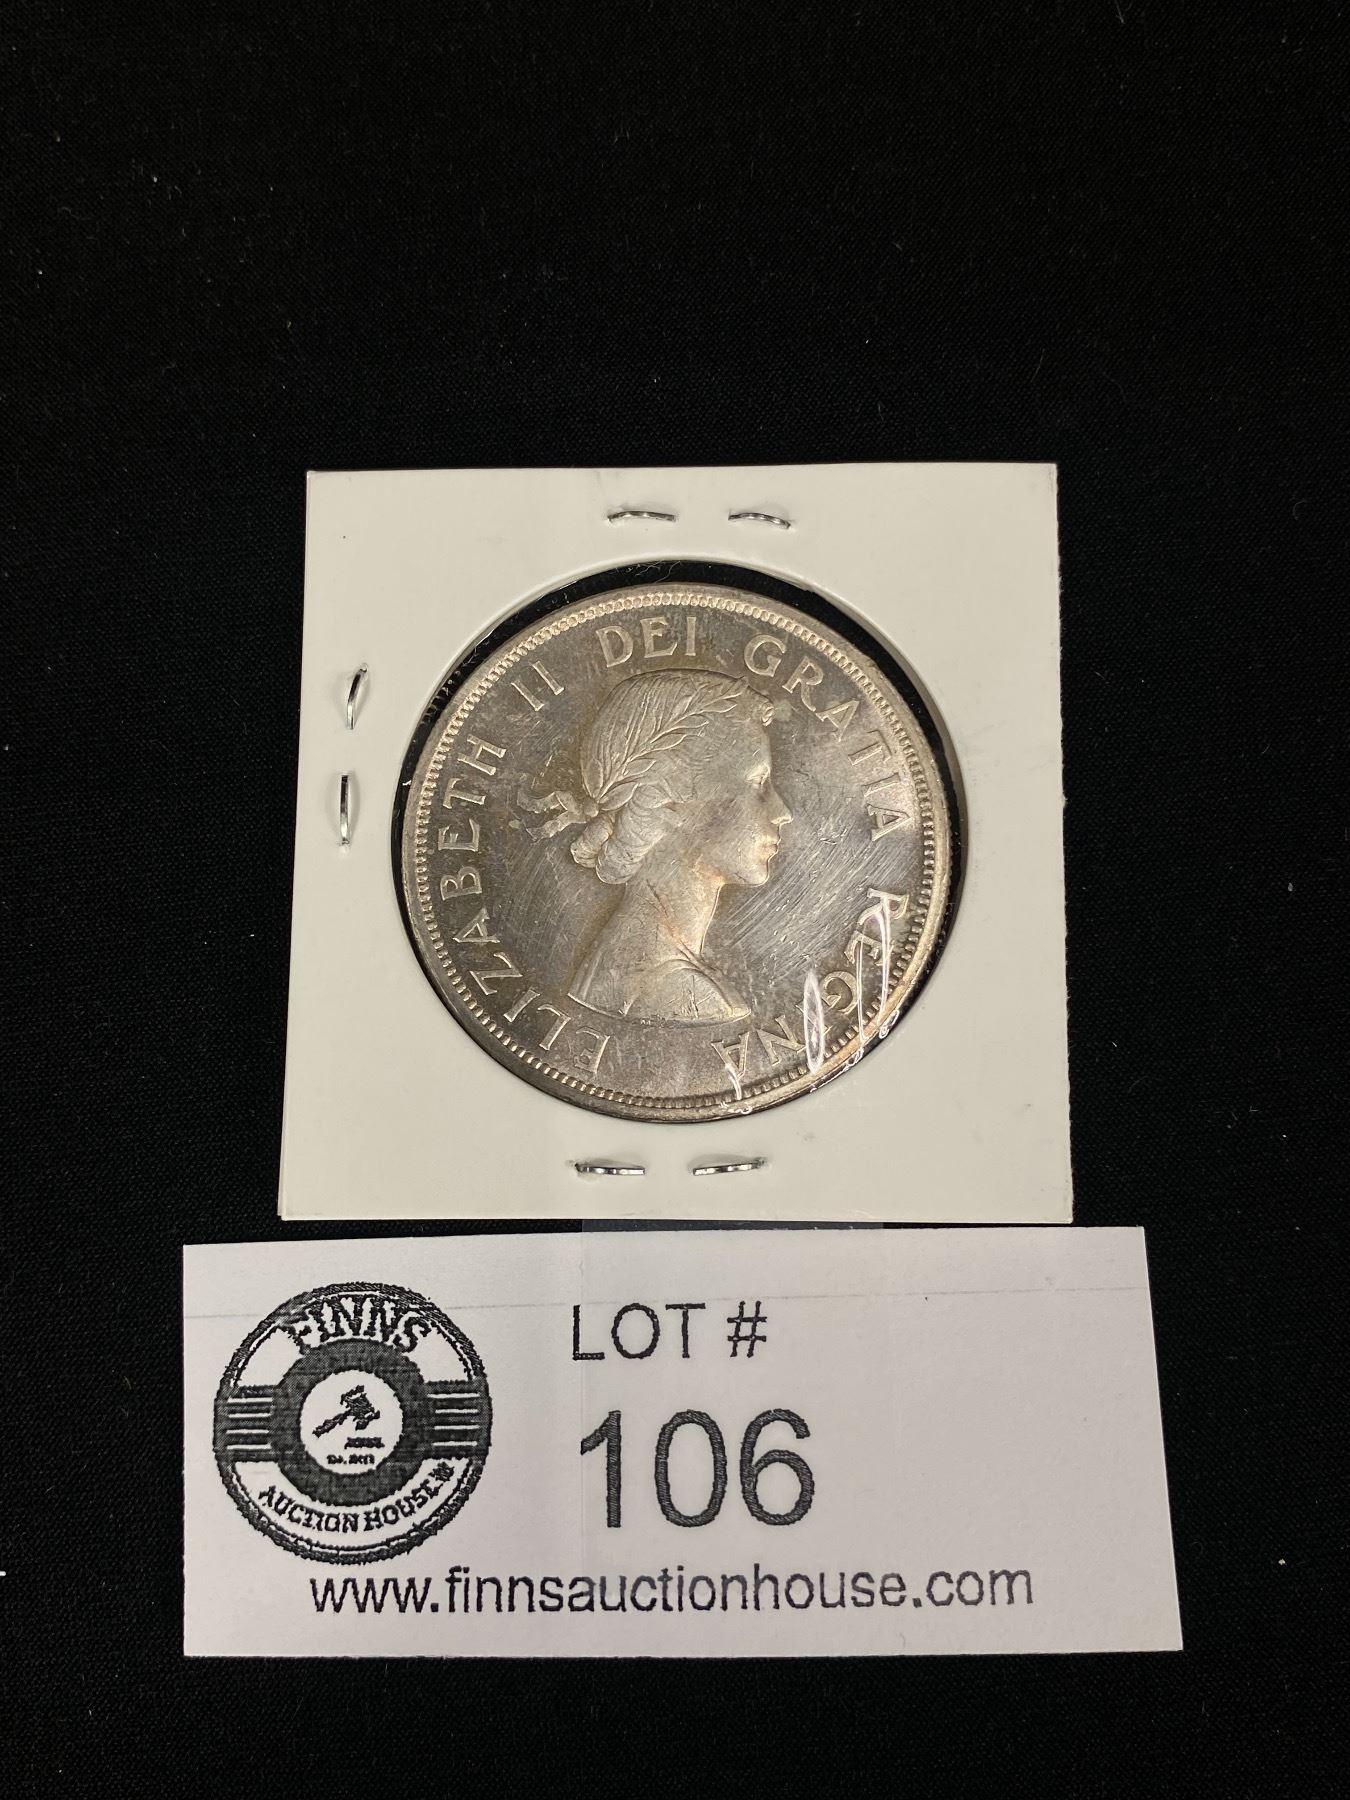 ELIZABETH II DEI GRATIA REGINA
FINNS
AUCTION HOUSE
LOT #
106
www.finnsauctionhouse.com